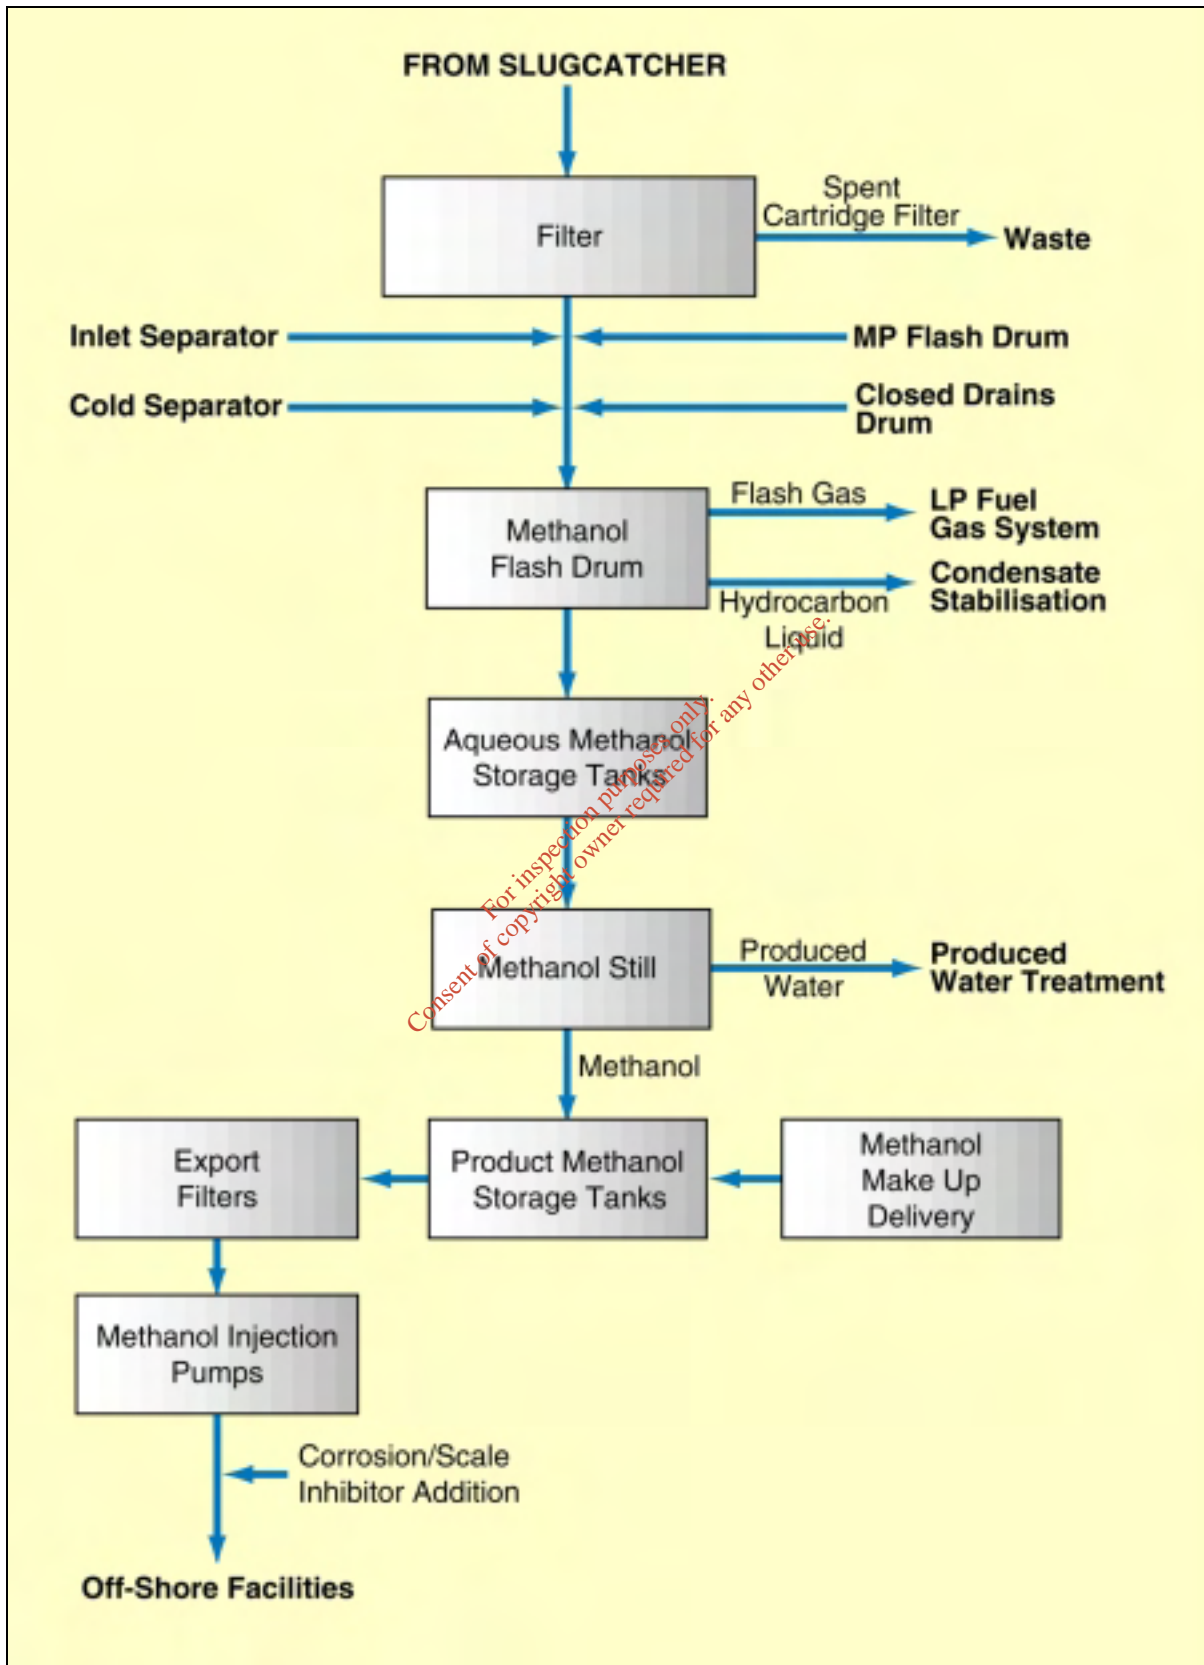 FROM SLUGCATCHER
Filter
Spent
Cartridge Filter
Waste
Inlet Separator
MP Flash Drum
Cold Separator
Closed Drains
Drum
Methanol
Flash Drum
Flash Gas
LP Fuel
Gas System
Hydrocarbon
Liquid
Condensate
Stabilisation
Aqueous Methanol
Storage Tanks
For inspection purposes only.
Consent of copyright owner required for any other use.
Methanol Still
Produced
Water
Produced
Water Treatment
Methanol
Export
Filters
Product Methanol
Storage Tanks
Methanol
Make Up
Delivery
Methanol Injection
Pumps
Corrosion/Scale
Inhibitor Addition
Off-Shore Facilities